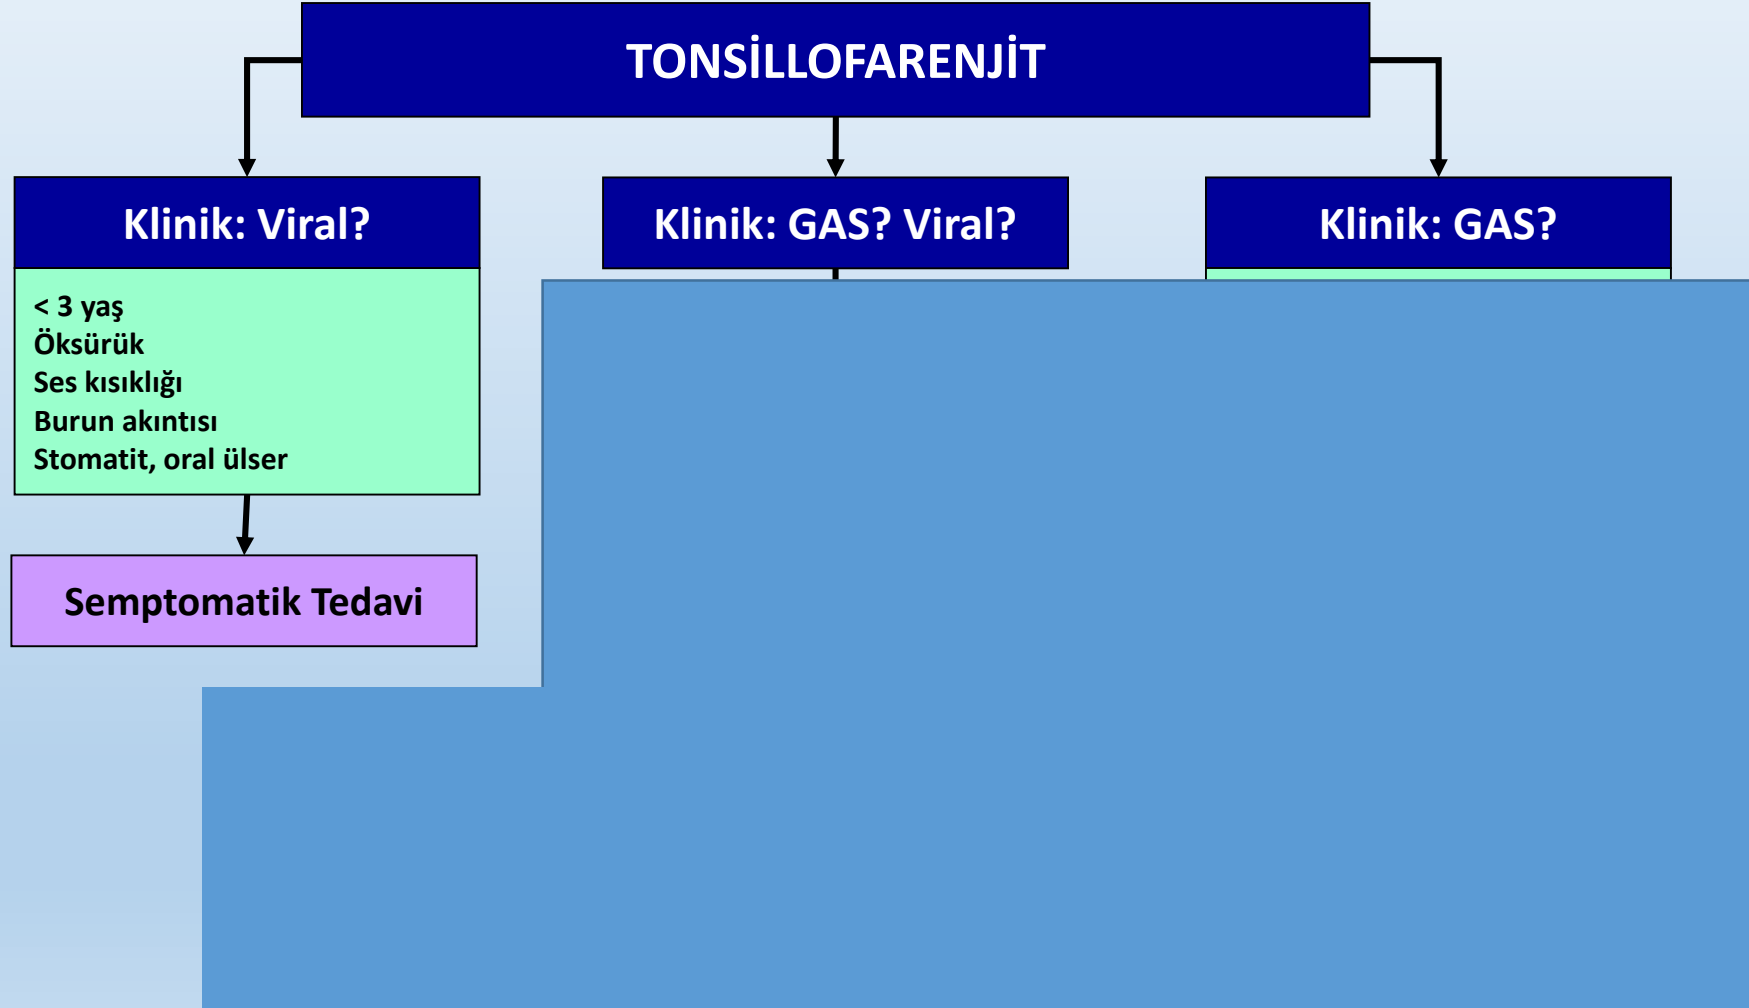 TONSİLLOFARENJİT
Klinik: Viral?
< 3 yaş
Öksürük
Ses kısıklığı
Burun akıntısı
Stomatit, oral ülser
Semptomatik Tedavi
Klinik: GAS? Viral?
Klinik: GAS?